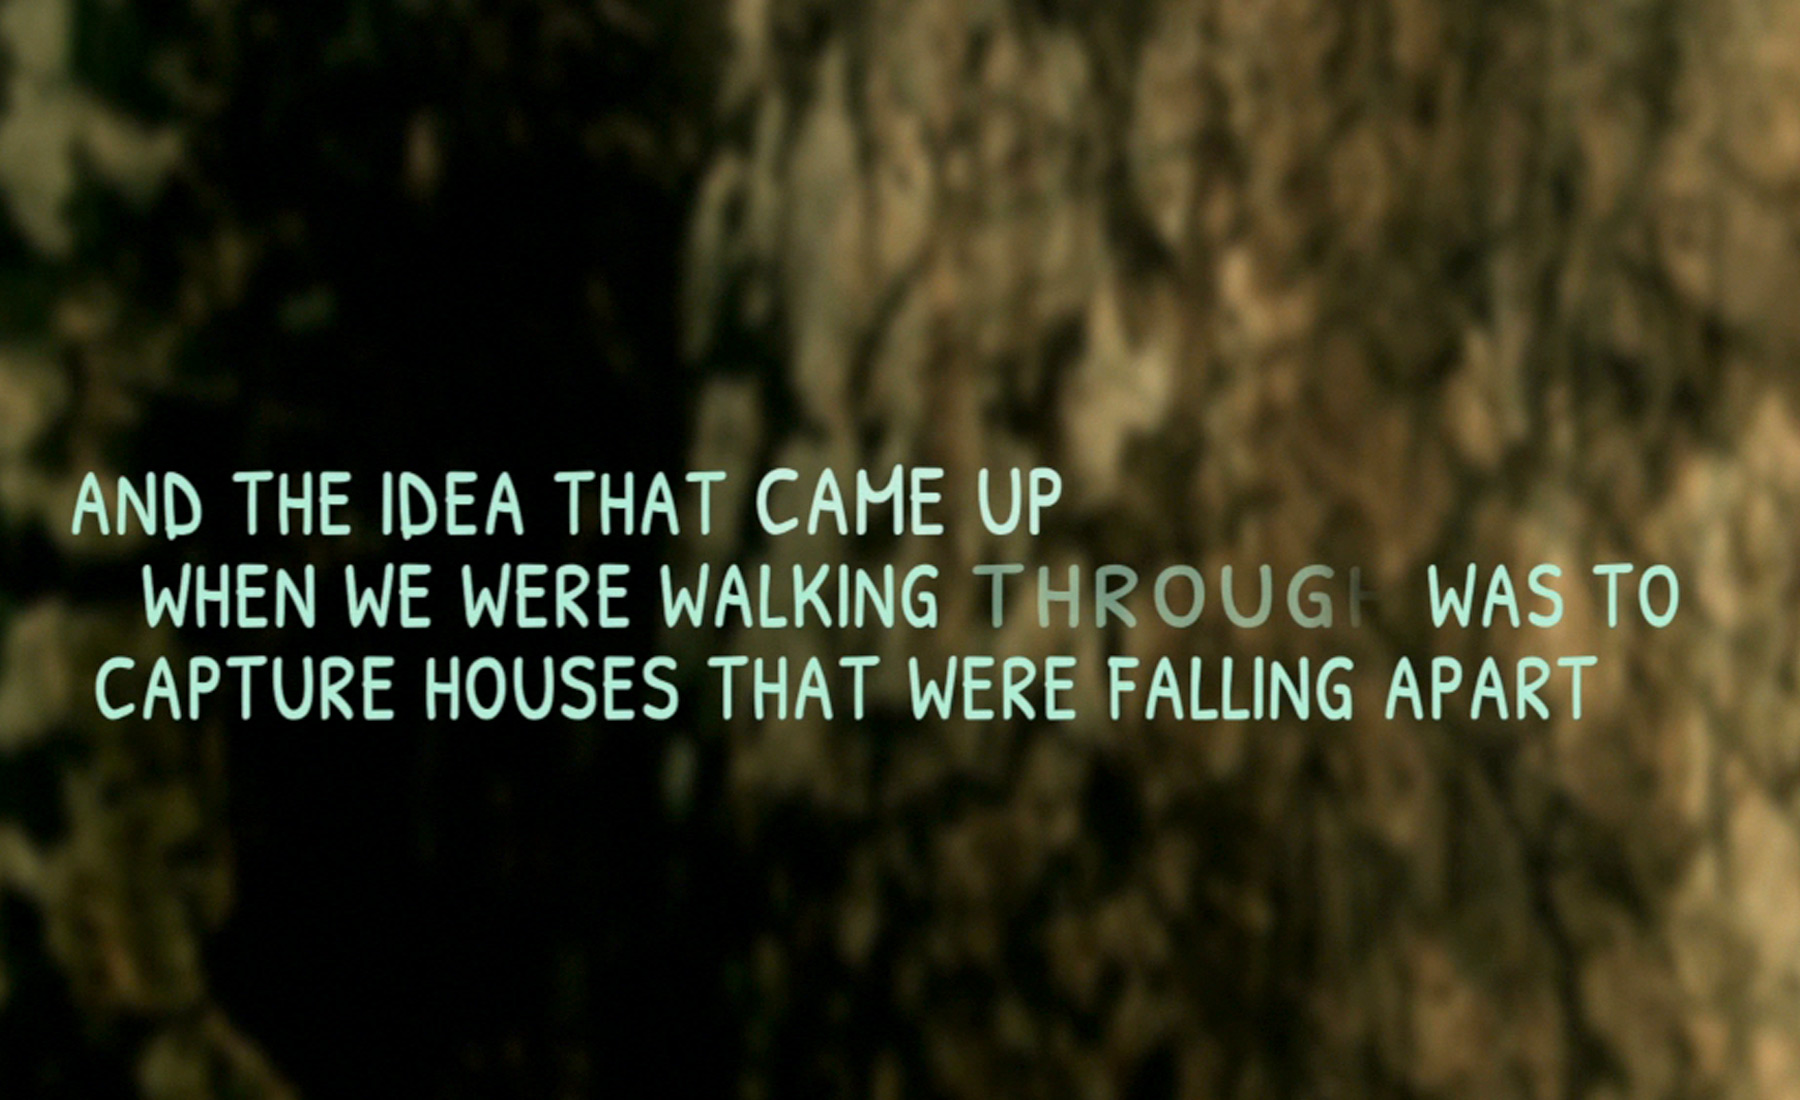 AND THE IDEA THAT CAME UP
WHEN WE WERE WALKING THROUGH WAS TO
CAPTURE HOUSES THAT WERE FALLING APART